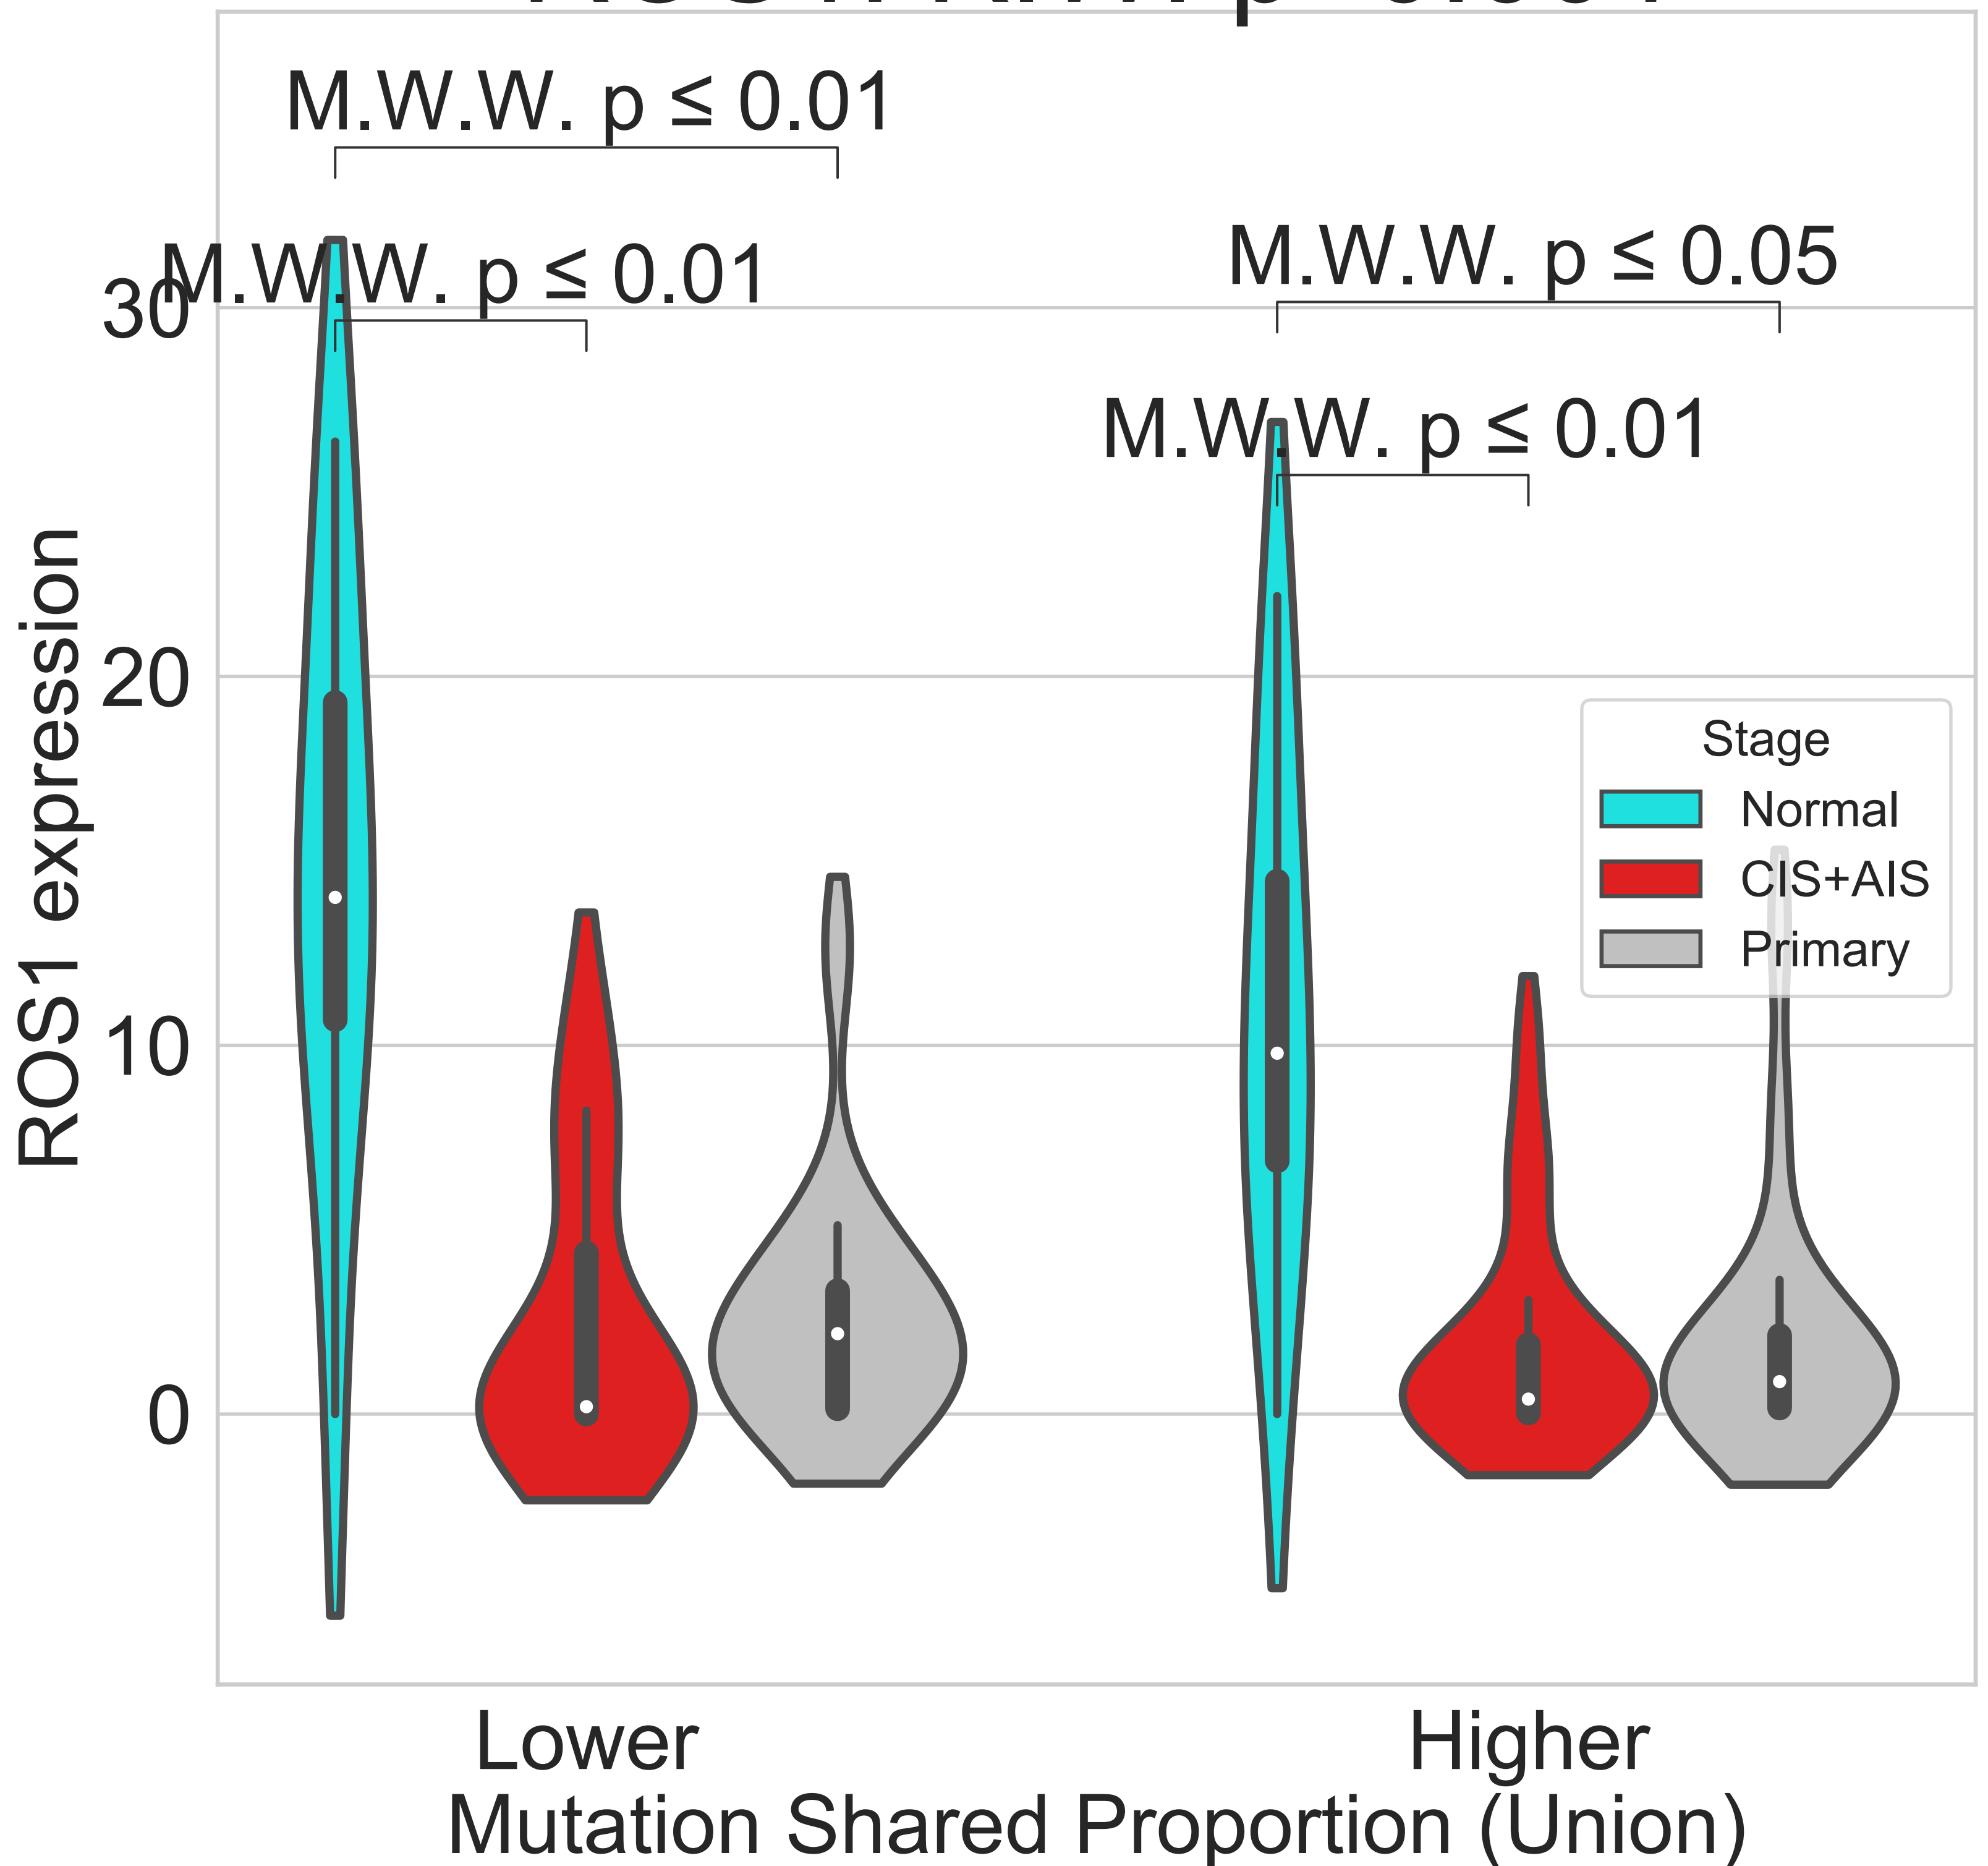 M.W.W. p ≤ 0.01
M.W.W. p ≤ 0.01
M.W.W. p ≤ 0.05
M.W.W. p ≤ 0.01
30
20
10
0
ROS1 expression
Stage
Normal
CIS+AIS
Primary
Lower
Higher
Mutation Shared Proportion (Union)